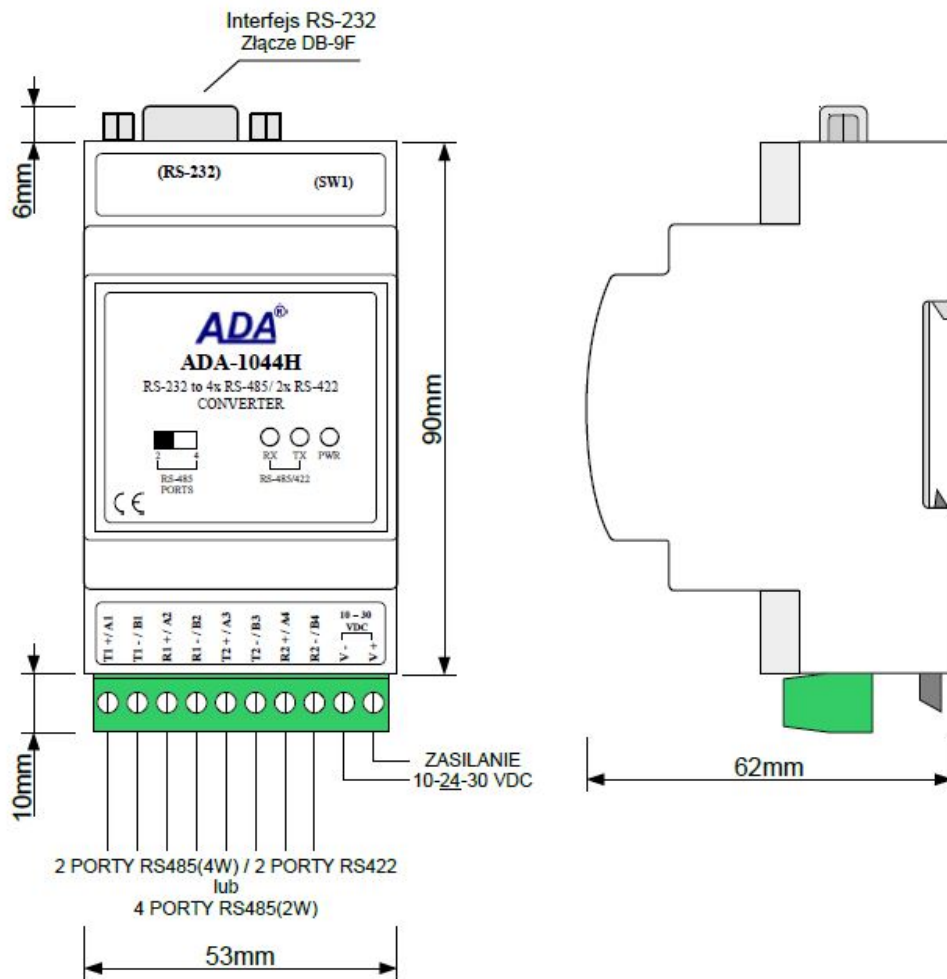 Interfejs RS-232
Złącze DB-9F
6mm
(RS-232)
(SW1)
ADA®
ADA-1044H
RS-232 to 4x RS-485/ 2x RS-422
CONVERTER
2 4
RS-485
PORTS
RX TX PWR
RS-485/422
CE
90mm
T1 + / A1
T1 - / B1
R1 + / A2
R1 - / B2
T2 + / A3
T2 - / B3
R2 + / A4
R2 - / B4
10 – 30
VDC
V -
V +
10mm
ZASILANIE
10-24-30 VDC
62mm
2 PORTY RS485(4W) / 2 PORTY RS422
lub
4 PORTY RS485(2W)
53mm